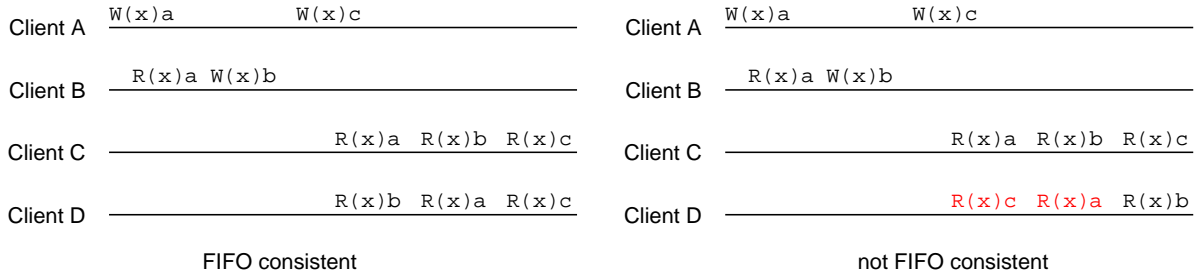 W(x)a W(x)c
Client A
R(x)a W(x)b
Client B
R(x)a R(x)b R(x)c
Client C
R(x)b R(x)a R(x)c
Client D
FIFO consistent
W(x)a W(x)c
Client A
R(x)a W(x)b
Client B
R(x)a R(x)b R(x)c
Client C
R(x)c R(x)a R(x)b
Client D
not FIFO consistent